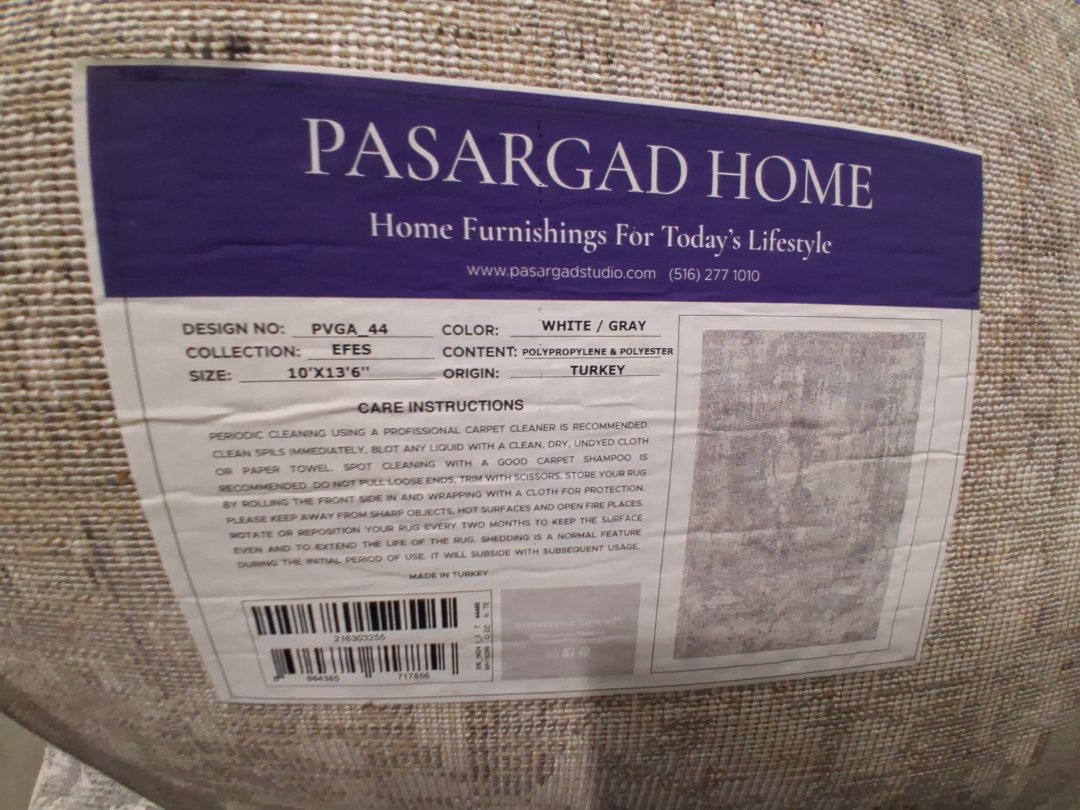 PASARGAD HOME
Home Furnishings For Today's Lifestyle
www.pasargadstudio.com (516) 277 1010
DESIGN NO: PVGA_44
COLOR: WHITE / GRAY
COLLECTION: EFES
CONTENT: POLYPROPYLENE & POLYESTER
SIZE: 10'X13'6"
ORIGIN: TURKEY
CARE INSTRUCTIONS
PERIODIC CLEANING USING A PROFISSIONAL CARPET CLEANER IS RECOMMENDED.
CLEAN SPILS IMMEDIATELY, BLOT ANY LIQUID WITH A CLEAN, DRY, UNDYED CLOTH
OR PAPER TOWEL. SPOT CLEANING WITH A GOOD CARPET SHAMPOO IS
RECOMMENDED. DO NOT PULL LOOSE ENDS, TRIM WITH SCISSORS. STORE YOUR RUG
BY ROLLING THE FRONT SIDE IN AND WRAPPING WITH A CLOTH FOR PROTECTION.
PLEASE KEEP AWAY FROM SHARP OBJECTS, HOT SURFACES AND OPEN FIRE PLACES.
ROTATE OR REPOSITION YOUR RUG EVERY TWO MONTHS TO KEEP THE SURFACE
EVEN AND TO EXTEND THE LIFE OF THE RUG. SHEDDING IS A NORMAL FEATURE
DURING THE INITIAL PERIOD OF USE. IT WILL SUBSIDE WITH SUBSEQUENT USAGE.
MADE IN TURKEY
216303255
717856